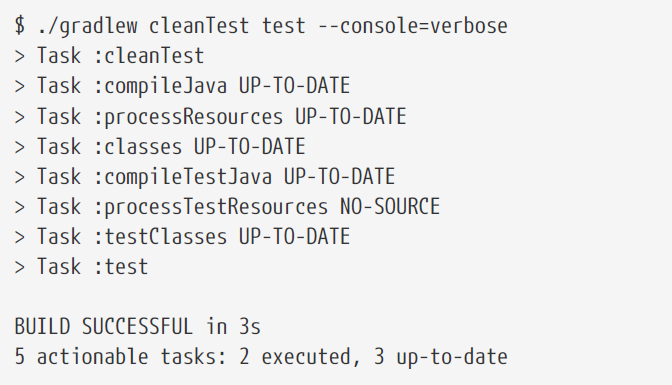 $ ./gradlew cleanTest test --console=verbose
> Task :cleanTest
> Task :compileJava UP-TO-DATE
> Task :processResources UP-TO-DATE
> Task :classes UP-TO-DATE
> Task :compileTestJava UP-TO-DATE
> Task :processTestResources NO-SOURCE
> Task :testClasses UP-TO-DATE
> Task :test
BUILD SUCCESSFUL in 3s
5 actionable tasks: 2 executed, 3 up-to-date